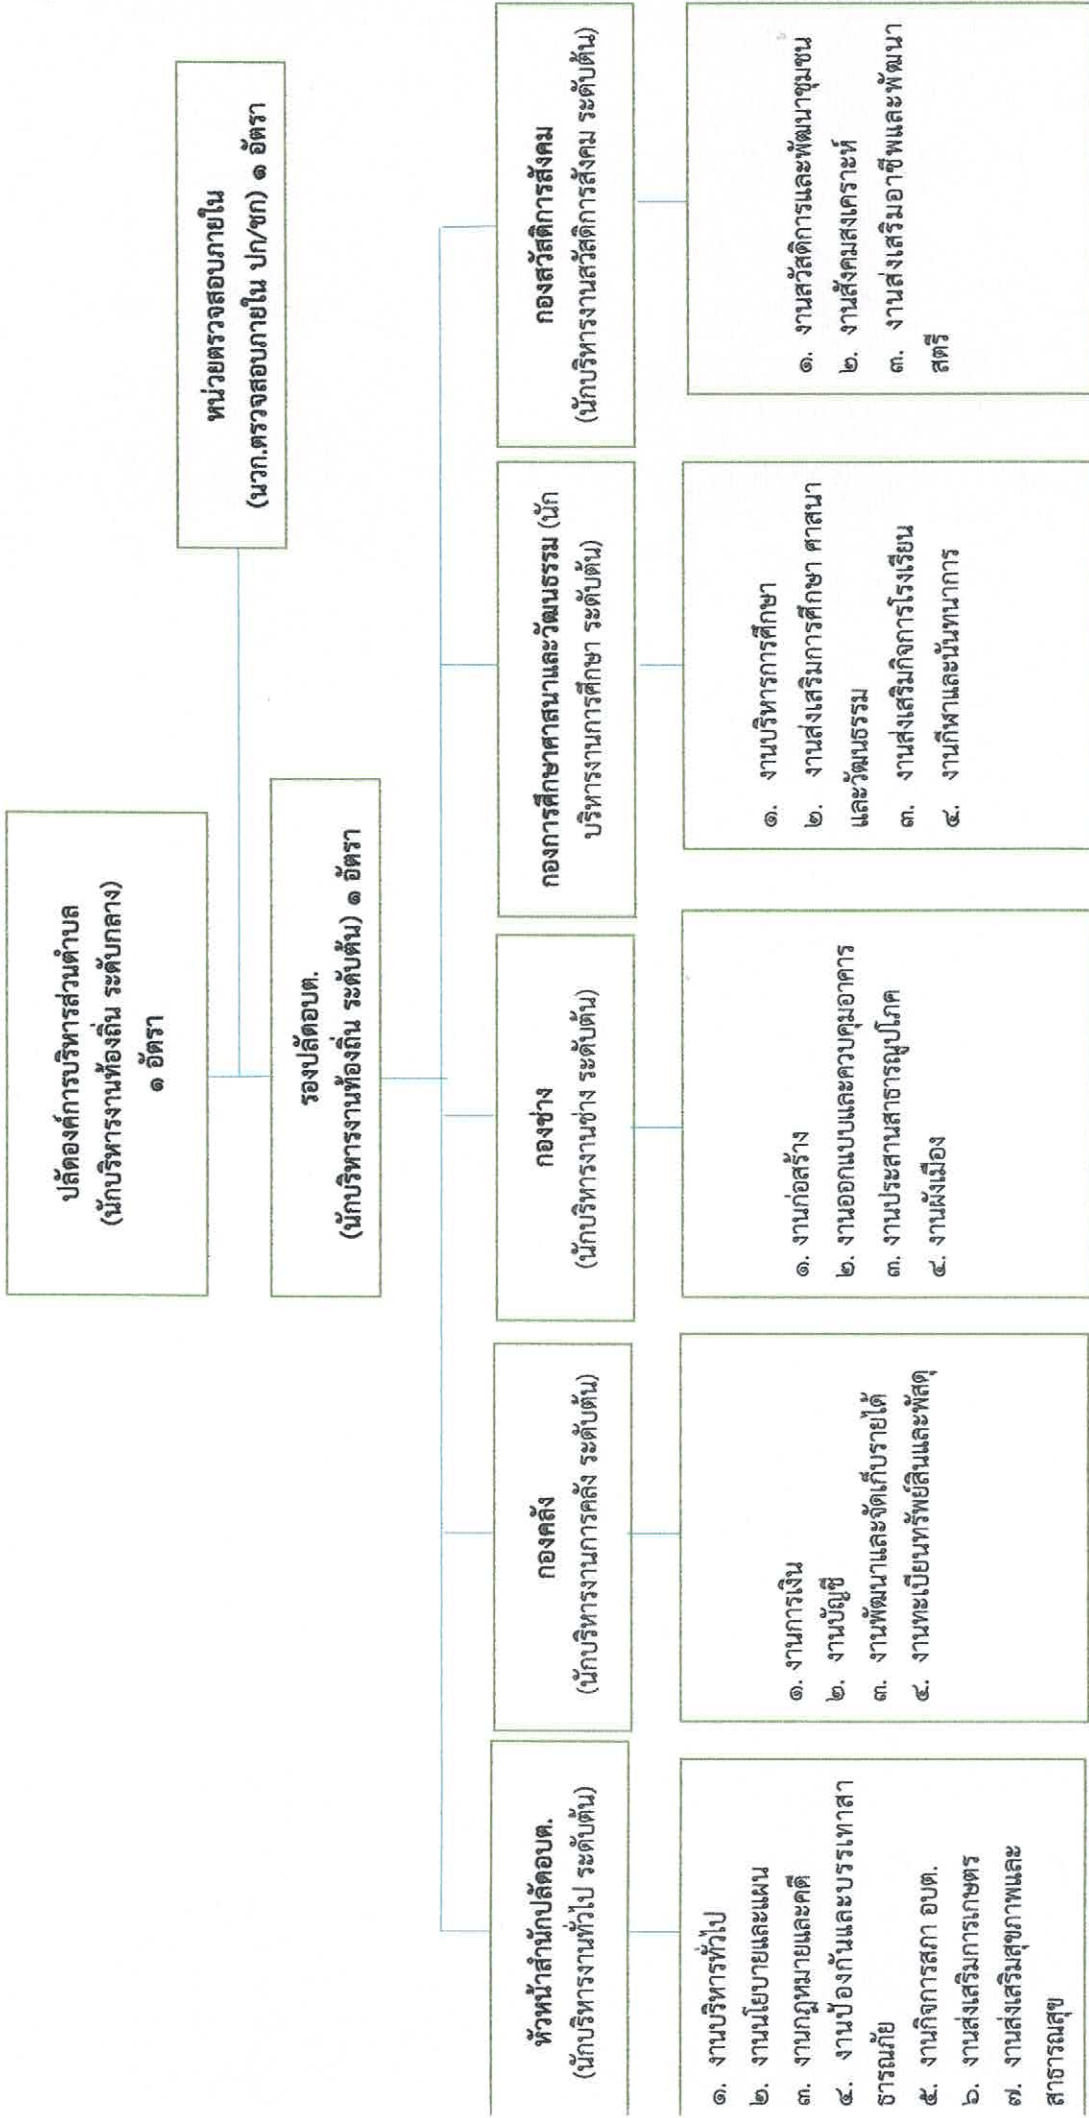 ปลัดองค์การบริหารส่วนตำบล
(นักบริหารงานท้องถิ่น ระดับกลาง)
๑ อัตรา
หน่วยตรวจสอบภายใน
(นวก.ตรวจสอบภายใน ปก/ชก) ๑ อัตรา
รองปลัดอบต.
(นักบริหารงานท้องถิ่น ระดับต้น) ๑ อัตรา
หัวหน้าสำนักปลัดอบต.
(นักบริหารงานทั่วไป ระดับต้น)
๑. งานบริหารทั่วไป
๒. งานนโยบายและแผน
๓. งานกฎหมายและคดี
๔. งานป้องกันและบรรเทาสา
ธารณภัย
๕. งานกิจการสภา อบต.
๖. งานส่งเสริมการเกษตร
๗. งานส่งเสริมสุขภาพและ
สาธารณสุข
กองคลัง
(นักบริหารงานการคลัง ระดับต้น)
๑. งานการเงิน
๒. งานบัญชี
๓. งานพัฒนาและจัดเก็บรายได้
๔. งานทะเบียนทรัพย์สินและพัสดุ
กองช่าง
(นักบริหารงานช่าง ระดับต้น)
๑. งานก่อสร้าง
๒. งานออกแบบและควบคุมอาคาร
๓. งานประสานสาธารณูปโภค
๔. งานผังเมือง
กองการศึกษาศาสนาและวัฒนธรรม (นัก
บริหารงานการศึกษา ระดับต้น)
๑. งานบริหารการศึกษา
๒. งานส่งเสริมการศึกษา ศาสนา
และวัฒนธรรม
๓. งานส่งเสริมกิจการโรงเรียน
๔. งานกีฬาและนันทนาการ
กองสวัสดิการสังคม
(นักบริหารงานสวัสดิการสังคม ระดับต้น)
๑. งานสวัสดิการและพัฒนาชุมชน
๒. งานสังคมสงเคราะห์
๓. งานส่งเสริมอาชีพและพัฒนา
สตรี